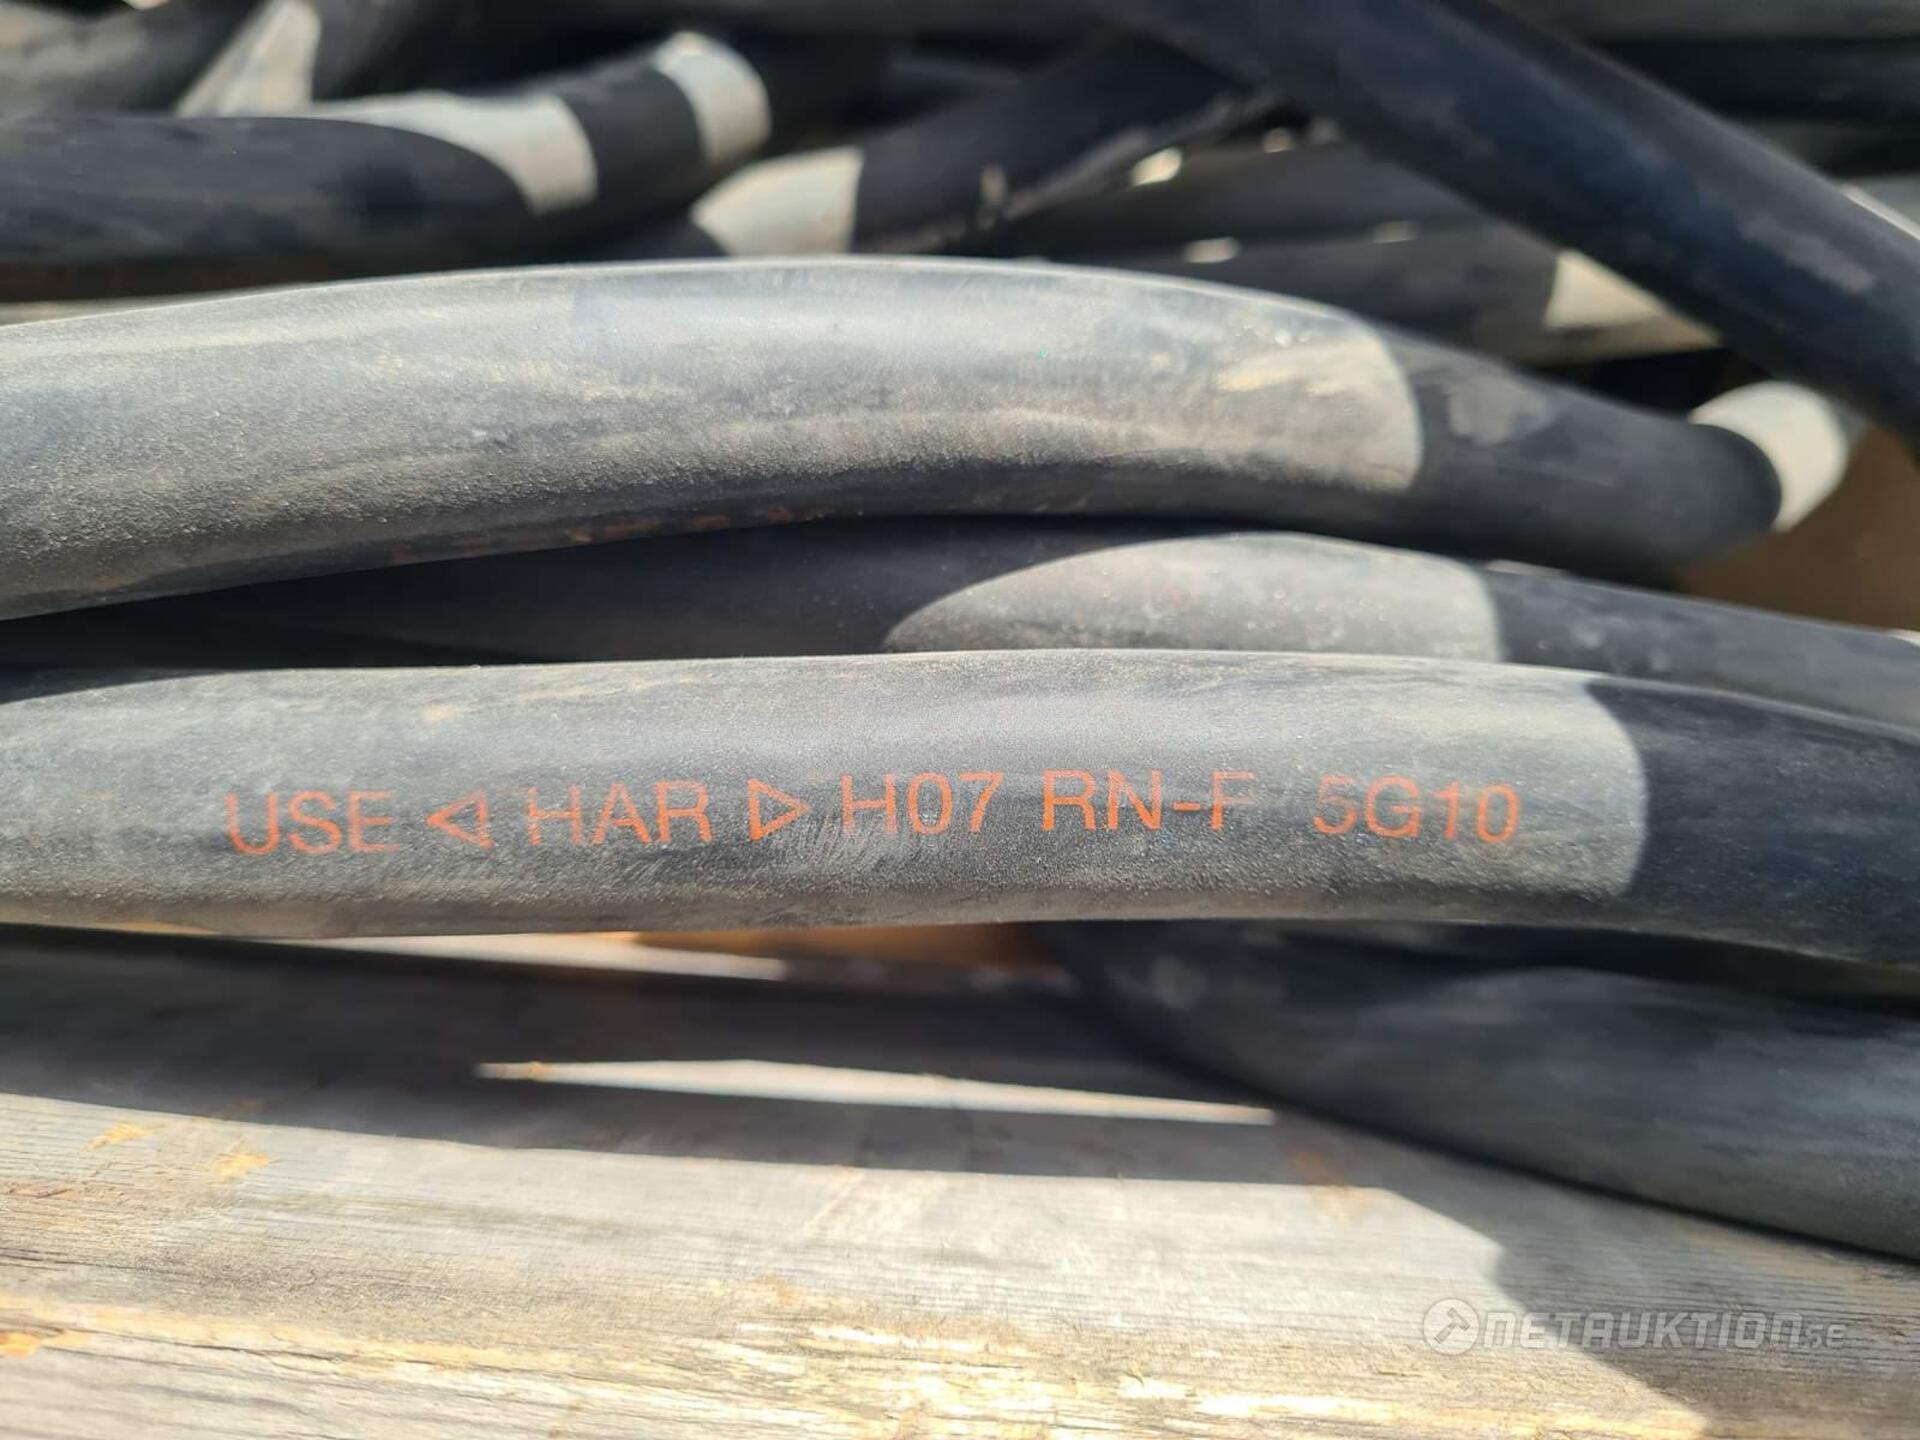 USE ◁ HAR ▷ H07 RN-F 5G10
NETAUKTION.SE